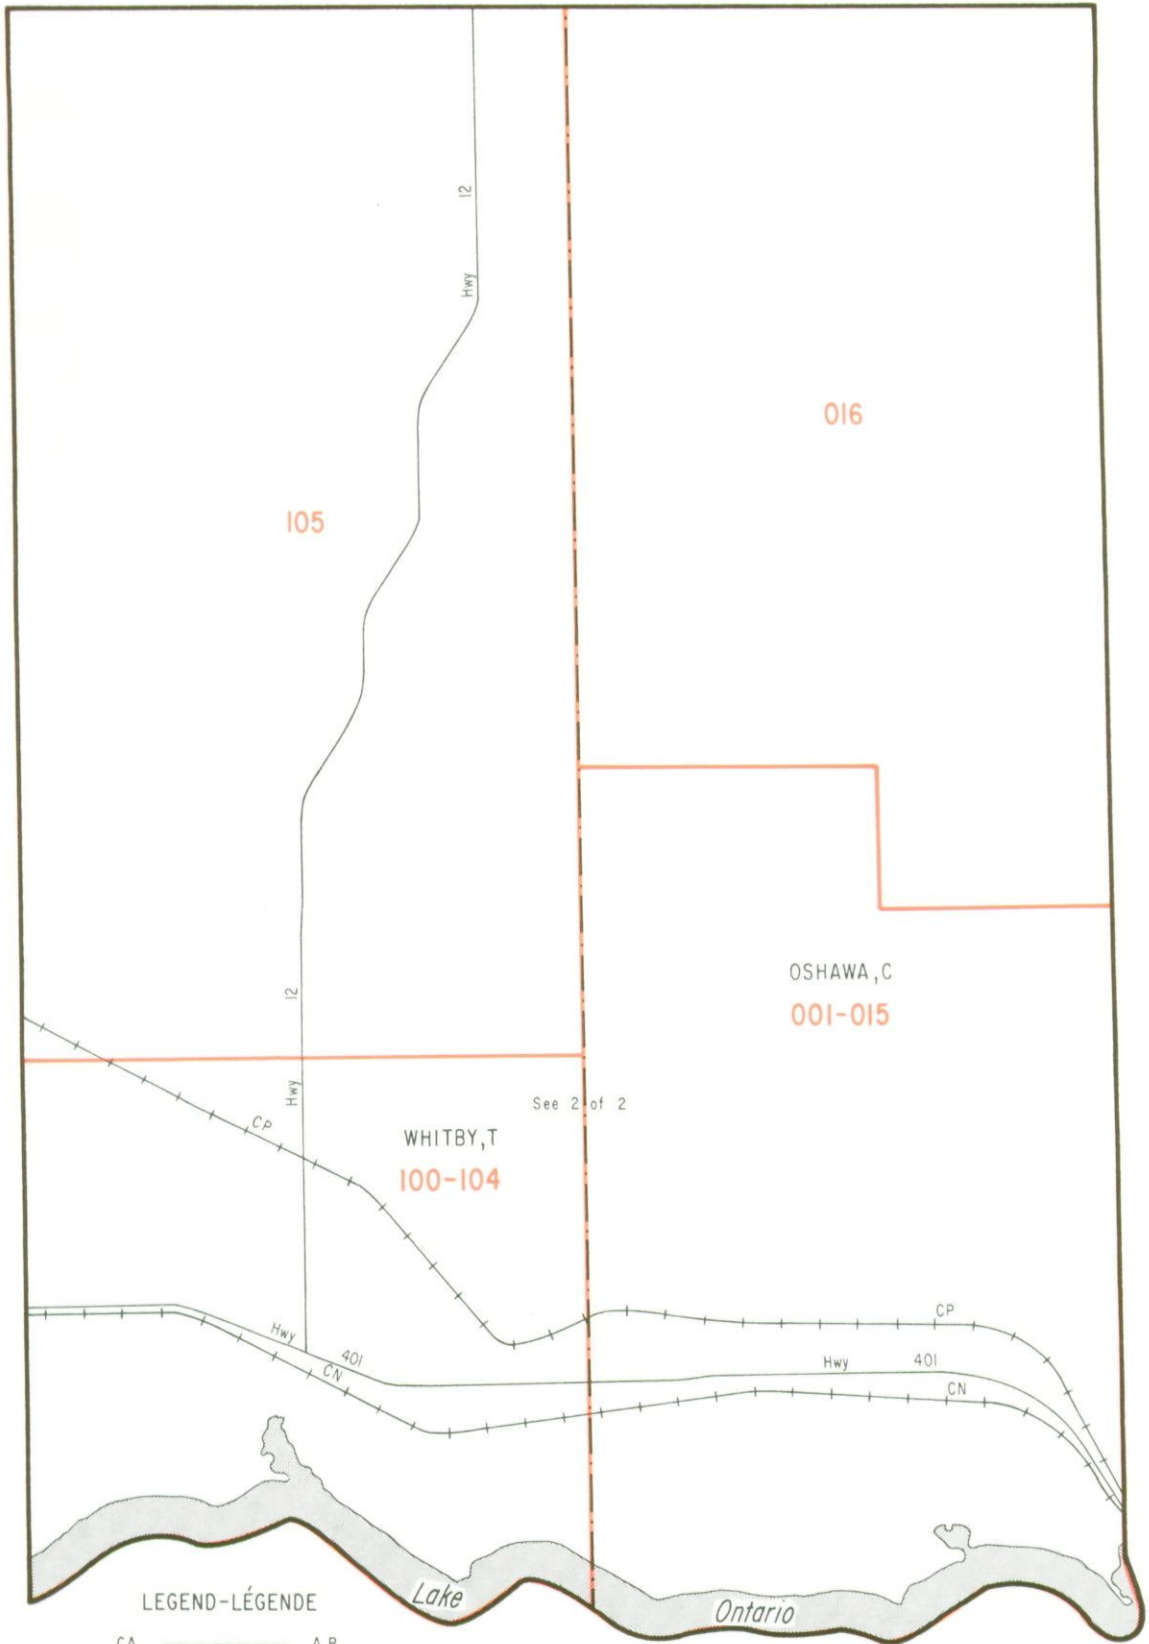 12
Hwy
016
105
OSHAWA, C
001-015
12
Hwy
See 2 of 2
CP
WHITBY, T
100-104
CP
Hwy
401
CN
Hwy 401
CN
Lake
Ontario
LEGEND-LÉGENDE
CA A.R.